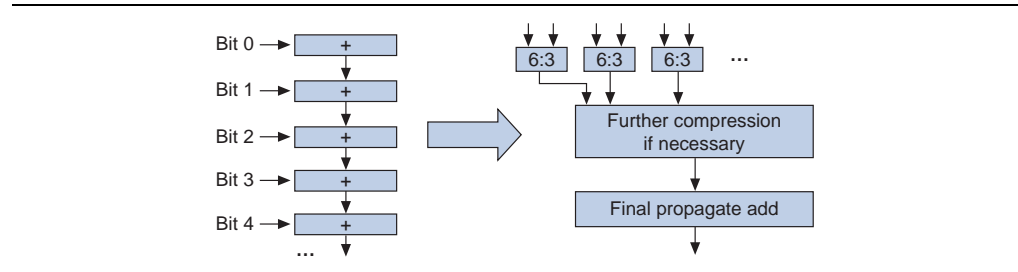 Bit 0
+
Bit 1
+
Bit 2
+
Bit 3
+
Bit 4
+
...
6:3
6:3
6:3
...
Further compression
if necessary
Final propagate add